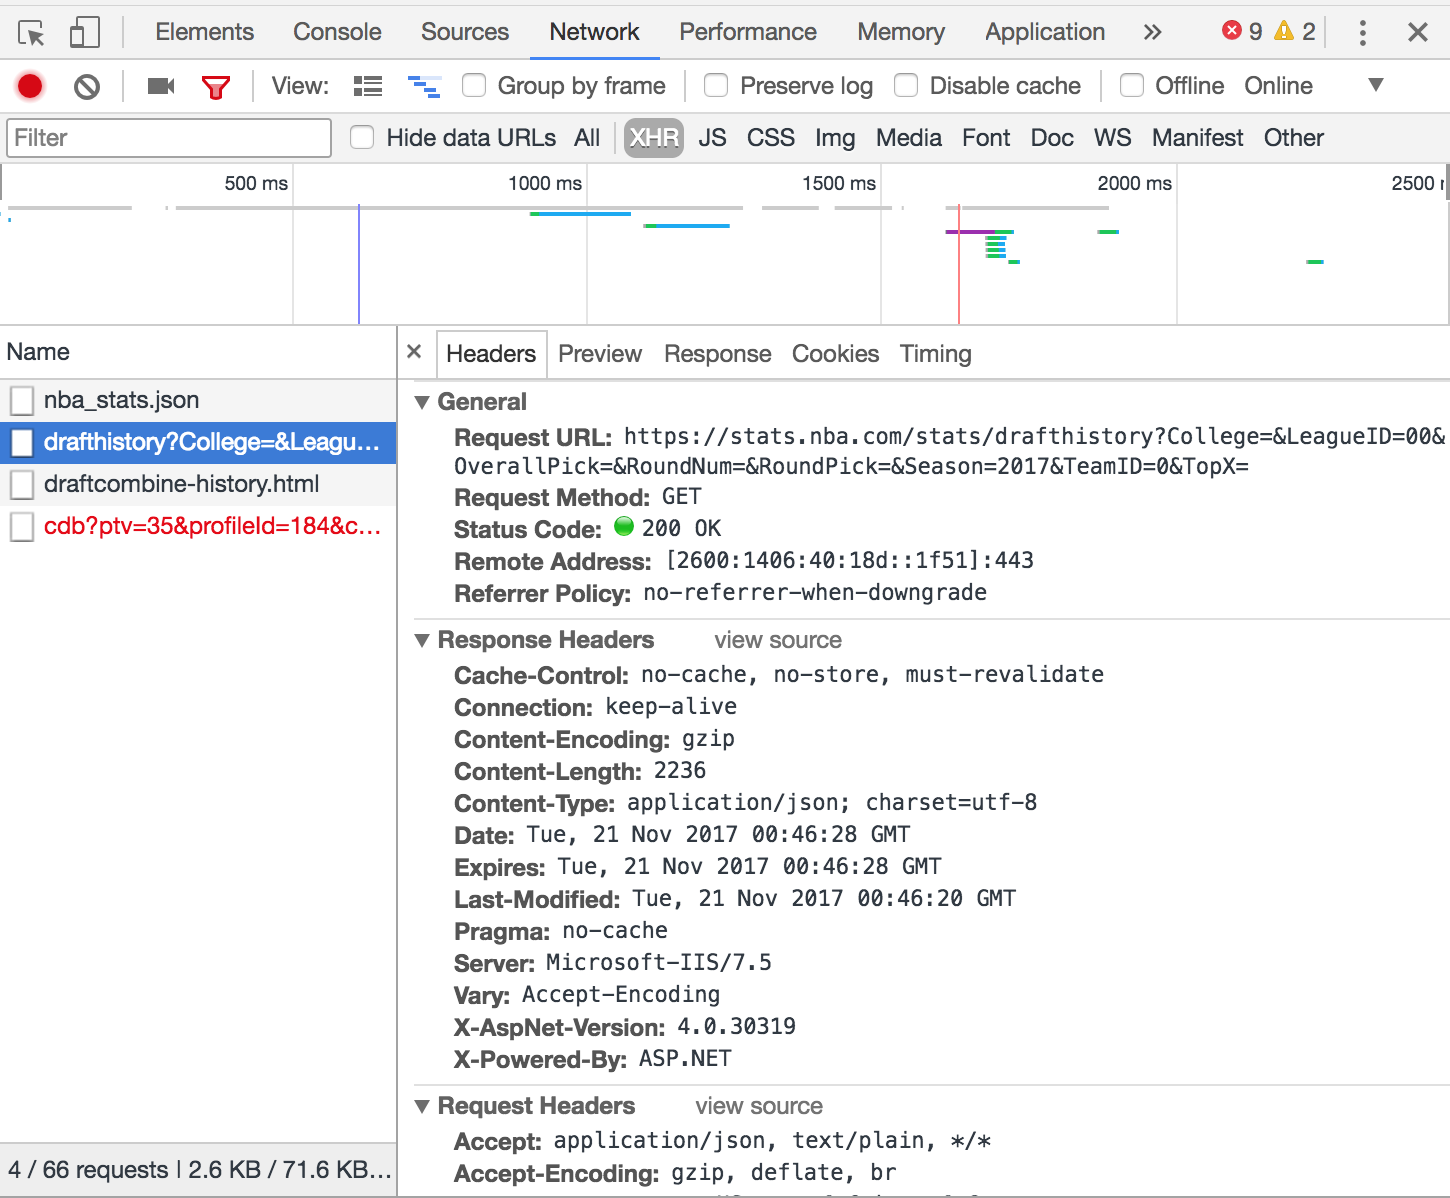 Elements Console Sources Network Performance Memory Application » 9 2
View: Group by frame Preserve log Disable cache Offline Online
Filter Hide data URLs All XHR JS CSS Img Media Font Doc WS Manifest Other
500 ms 1000 ms 1500 ms 2000 ms 2500
Name
nba_stats.json
drafthistory?College=&Leagu...
draftcombine-history.html
cdb?ptv=35&profileId=184&c...
4 / 66 requests | 2.6 KB / 71.6 KB...
× Headers Preview Response Cookies Timing
▼ General
Request URL: https://stats.nba.com/stats/drafthistory?College=&LeagueID=00&
OverallPick=&RoundNum=&RoundPick=&Season=2017&TeamID=0&TopX=
Request Method: GET
Status Code: 200 OK
Remote Address: [2600:1406:40:18d::1f51]:443
Referrer Policy: no-referrer-when-downgrade
▼ Response Headers view source
Cache-Control: no-cache, no-store, must-revalidate
Connection: keep-alive
Content-Encoding: gzip
Content-Length: 2236
Content-Type: application/json; charset=utf-8
Date: Tue, 21 Nov 2017 00:46:28 GMT
Expires: Tue, 21 Nov 2017 00:46:28 GMT
Last-Modified: Tue, 21 Nov 2017 00:46:20 GMT
Pragma: no-cache
Server: Microsoft-IIS/7.5
Vary: Accept-Encoding
X-AspNet-Version: 4.0.30319
X-Powered-By: ASP.NET
▼ Request Headers view source
Accept: application/json, text/plain, */*
Accept-Encoding: gzip, deflate, br